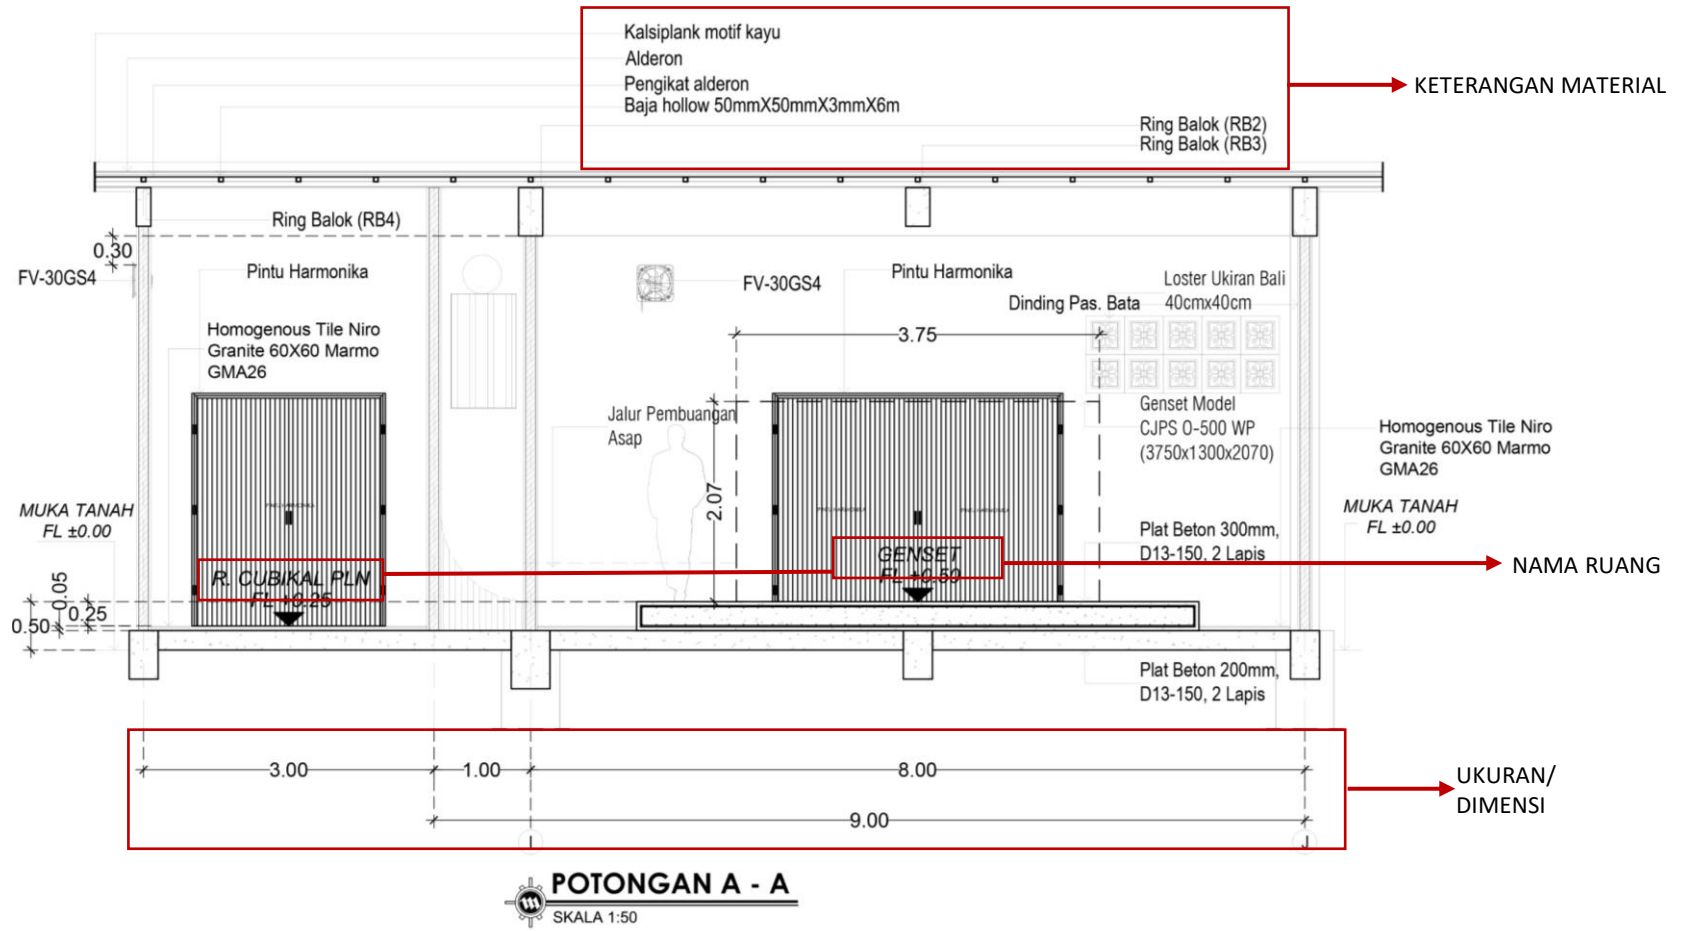 Kalsiplank motif kayu
Alderon
Pengikat alderon
Baja hollow 50mmX50mmX3mmX6m
KETERANGAN MATERIAL
Ring Balok (RB2)
Ring Balok (RB3)
Ring Balok (RB4)
0.30
FV-30GS4
Pintu Harmonika
FV-30GS4
Pintu Harmonika
Loster Ukiran Bali
40cmx40cm
Dinding Pas. Bata
3.75
Homogenous Tile Niro
Granite 60X60 Marmo
GMA26
Jalur Pembuangan
Asap
Genset Model
CJPS O-500 WP
(3750x1300x2070)
Homogenous Tile Niro
Granite 60X60 Marmo
GMA26
2.07
MUKA TANAH
FL ±0.00
MUKA TANAH
FL ±0.00
Plat Beton 300mm,
D13-150, 2 Lapis
GENSET
FL +0.50
NAMA RUANG
R. CUBIKAL PLN
FL +0.25
0.05
0.25
0.50
Plat Beton 200mm,
D13-150, 2 Lapis
3.00
1.00
8.00
9.00
UKURAN/
DIMENSI
I
J
POTONGAN A - A
SKALA 1:50